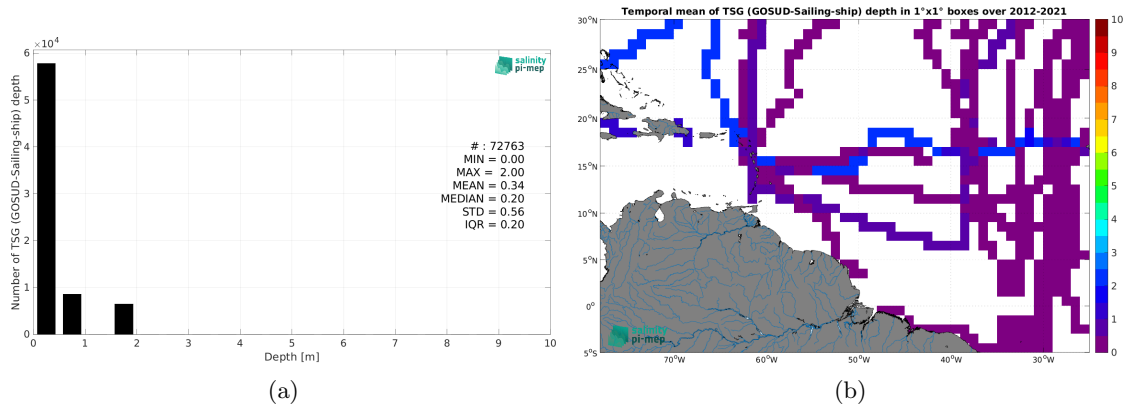 ×10⁴
6
5
4
3
2
1
0
0 1 2 3 4 5 6 7 8 9 10
Number of TSG (GOSUD-Sailing-ship) depth
Depth [m]
salinity
pi-mep
# : 72763
MIN = 0.00
MAX = 2.00
MEAN = 0.34
MEDIAN = 0.20
STD = 0.56
IQR = 0.20
(a)
Temporal mean of TSG (GOSUD-Sailing-ship) depth in 1°x1° boxes over 2012-2021
30°N
25°N
20°N
15°N
10°N
5°N
0°
5°S
70°W 60°W 50°W 40°W 30°W
salinity
pi-mep
10
9
8
7
6
5
4
3
2
1
0
(b)